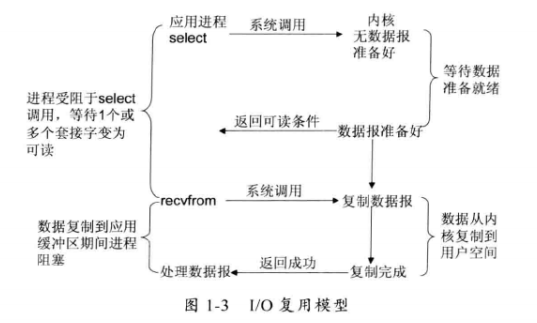 应用进程
select
系统调用
内核
无数据报
准备好
等待数据
准备就绪
进程受阻于select
调用，等待1个或
多个套接字变为
可读
返回可读条件
数据报准备好
recvfrom
系统调用
复制数据报
数据复制到应用
缓冲区期间进程
阻塞
数据从内
核复制到
用户空间
处理数据报
返回成功
复制完成
图 1-3 I/O 复用模型